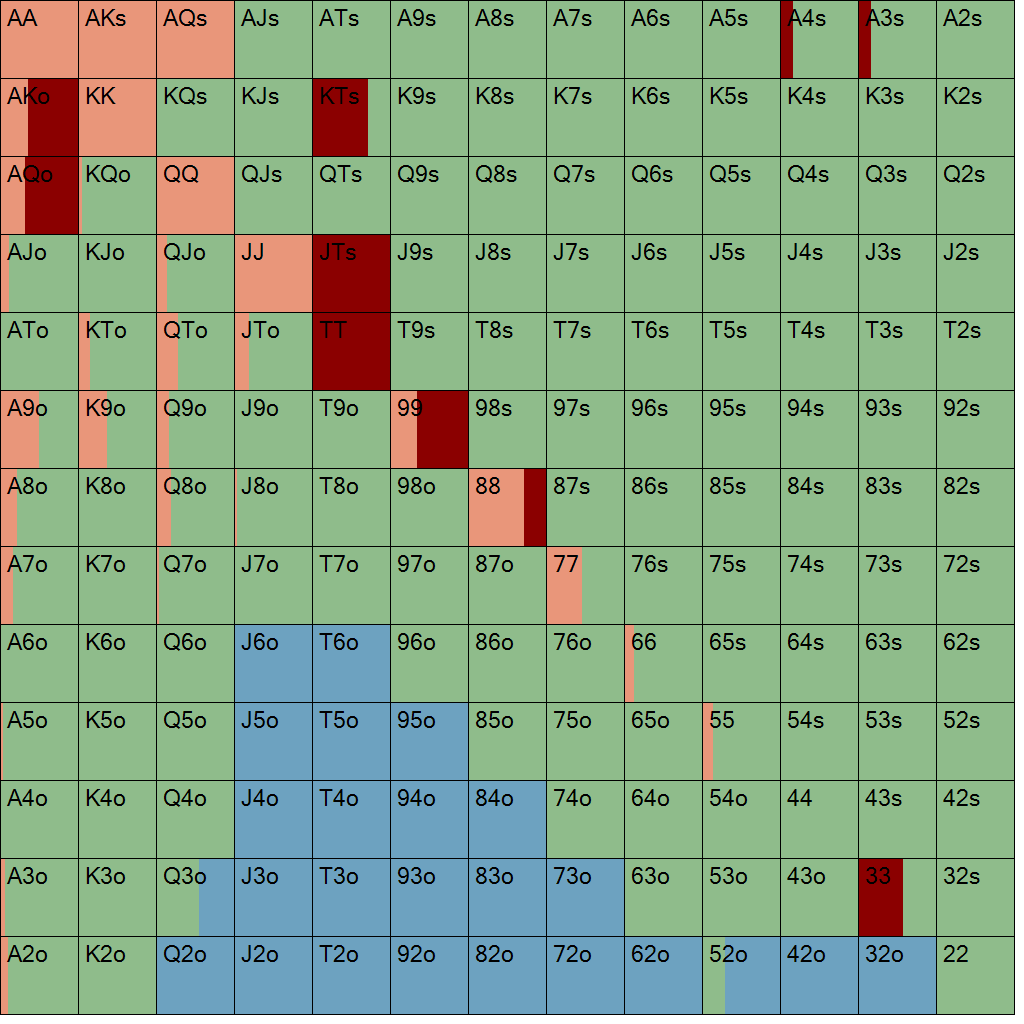 AA AKs AQs AJs ATs A9s A8s A7s A6s A5s A4s A3s A2s
AKo KK KQs KJs KTs K9s K8s K7s K6s K5s K4s K3s K2s
AQo KQo QQ QJs QTs Q9s Q8s Q7s Q6s Q5s Q4s Q3s Q2s
AJo KJo QJo JJ JTs J9s J8s J7s J6s J5s J4s J3s J2s
ATo KTo QTo JTo TT T9s T8s T7s T6s T5s T4s T3s T2s
A9o K9o Q9o J9o T9o 99 98s 97s 96s 95s 94s 93s 92s
A8o K8o Q8o J8o T8o 98o 88 87s 86s 85s 84s 83s 82s
A7o K7o Q7o J7o T7o 97o 87o 77 76s 75s 74s 73s 72s
A6o K6o Q6o J6o T6o 96o 86o 76o 66 65s 64s 63s 62s
A5o K5o Q5o J5o T5o 95o 85o 75o 65o 55 54s 53s 52s
A4o K4o Q4o J4o T4o 94o 84o 74o 64o 54o 44 43s 42s
A3o K3o Q3o J3o T3o 93o 83o 73o 63o 53o 43o 33 32s
A2o K2o Q2o J2o T2o 92o 82o 72o 62o 52o 42o 32o 22